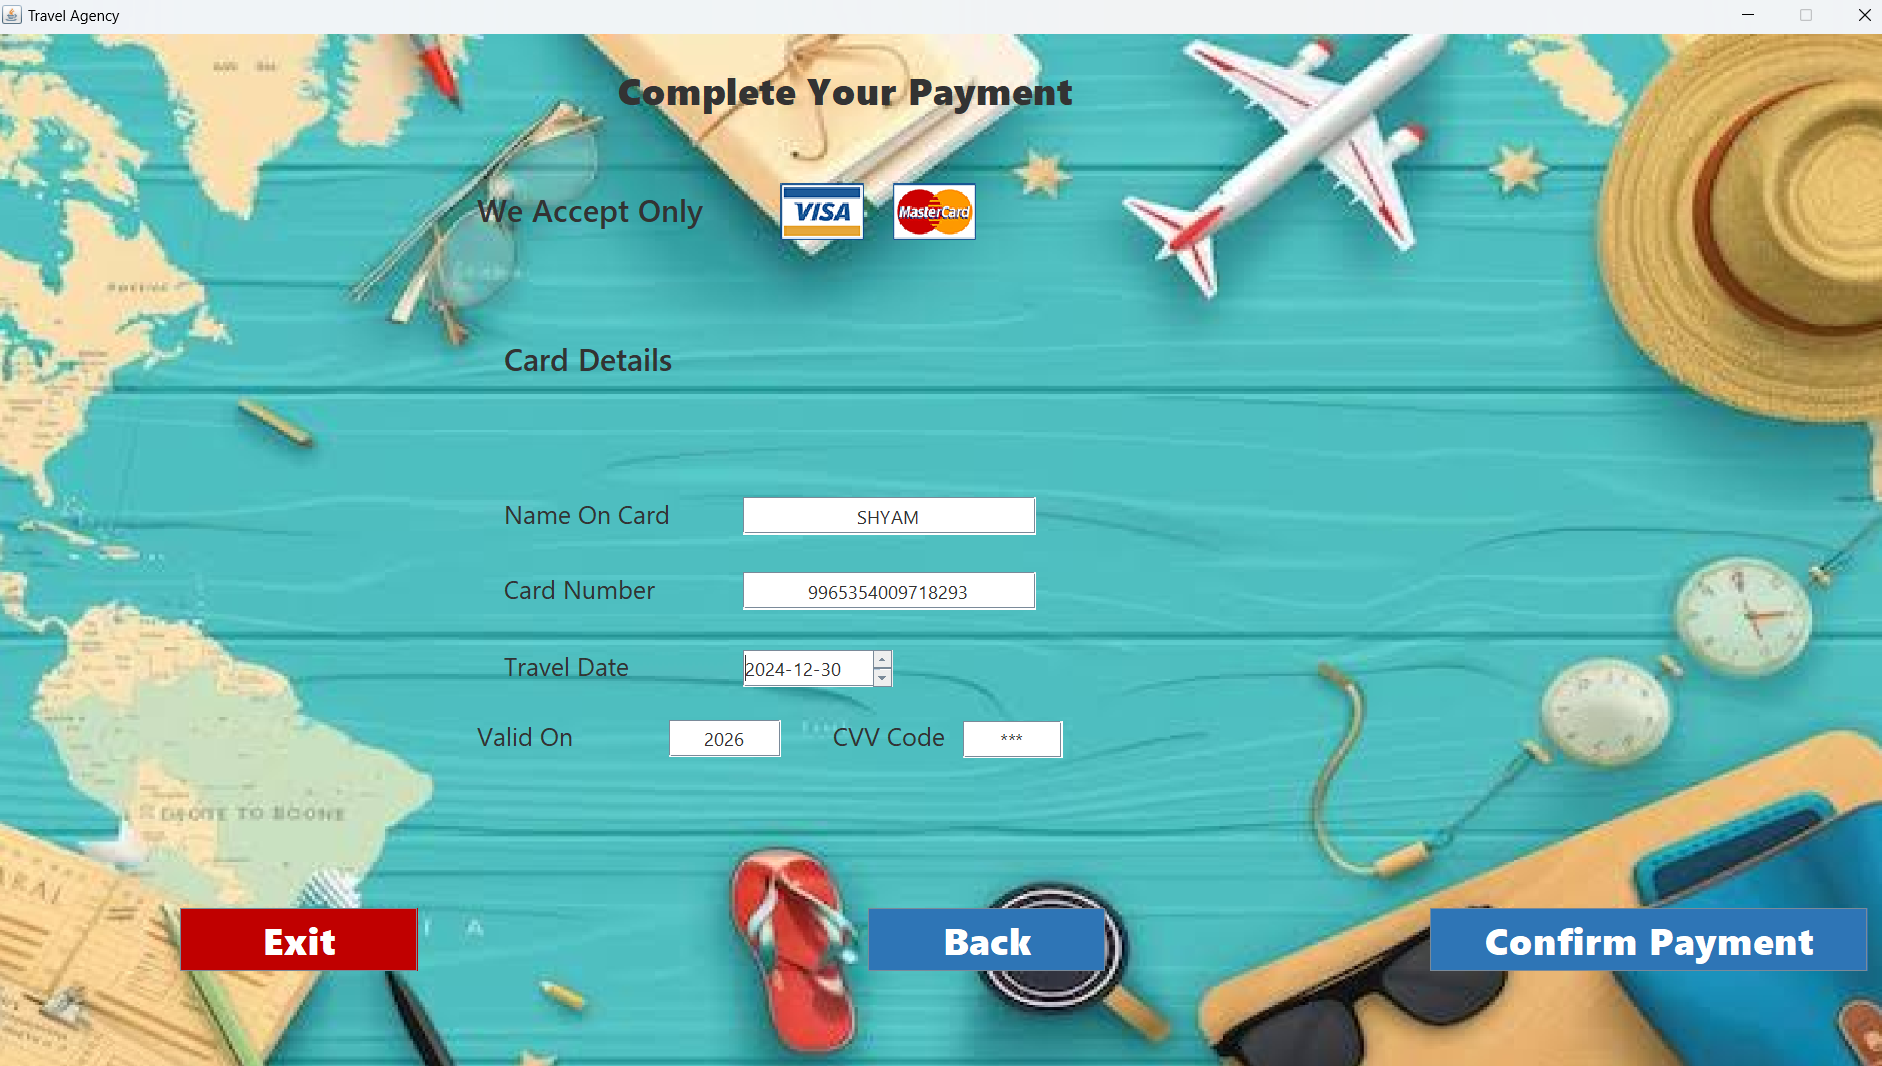 Travel Agency
Complete Your Payment
We Accept Only VISA MasterCard
Card Details
Name On Card SHYAM
Card Number 9965354009718293
Travel Date 2024-12-30
Valid On 2026 CVV Code ***
Exit Back Confirm Payment